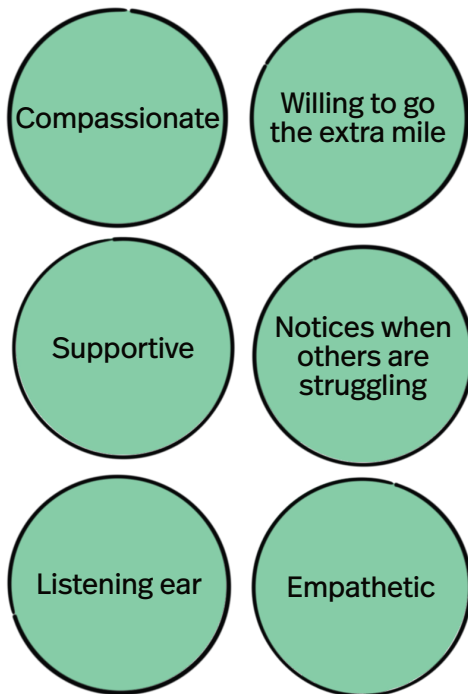 Compassionate
Willing to go
the extra mile
Supportive
Notices when
others are
struggling
Listening ear
Empathetic